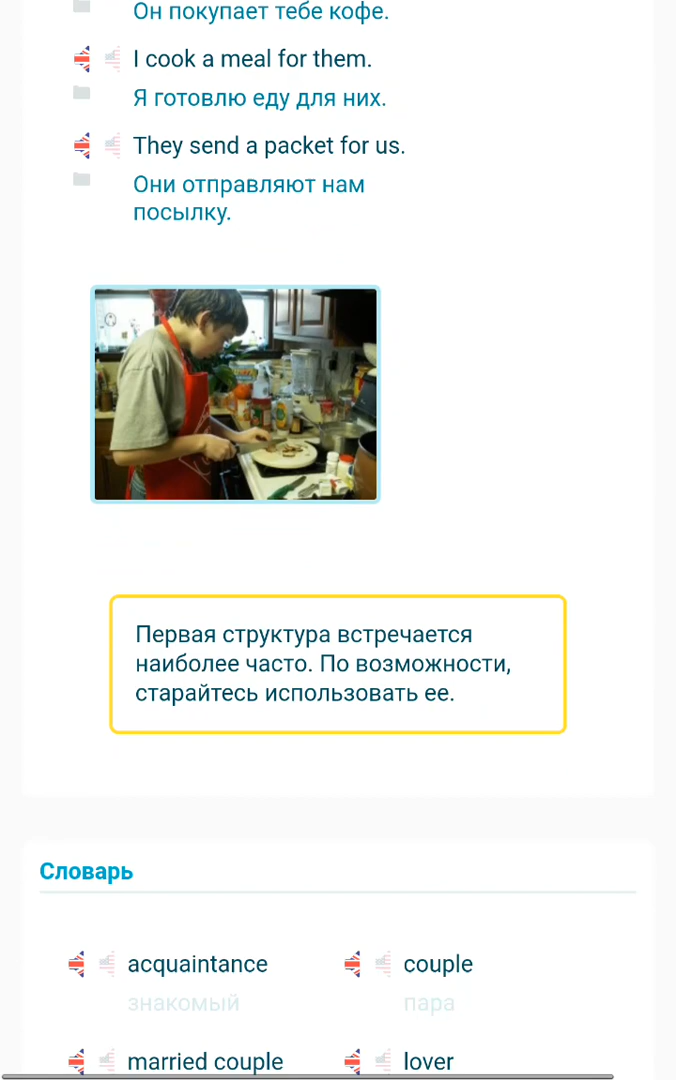 Он покупает тебе кофе.
I cook a meal for them.
Я готовлю еду для них.
They send a packet for us.
Они отправляют нам
посылку.
Первая структура встречается
наиболее часто. По возможности,
старайтесь использовать ее.
Словарь
acquaintance
couple
знакомый
пара
married couple
lover